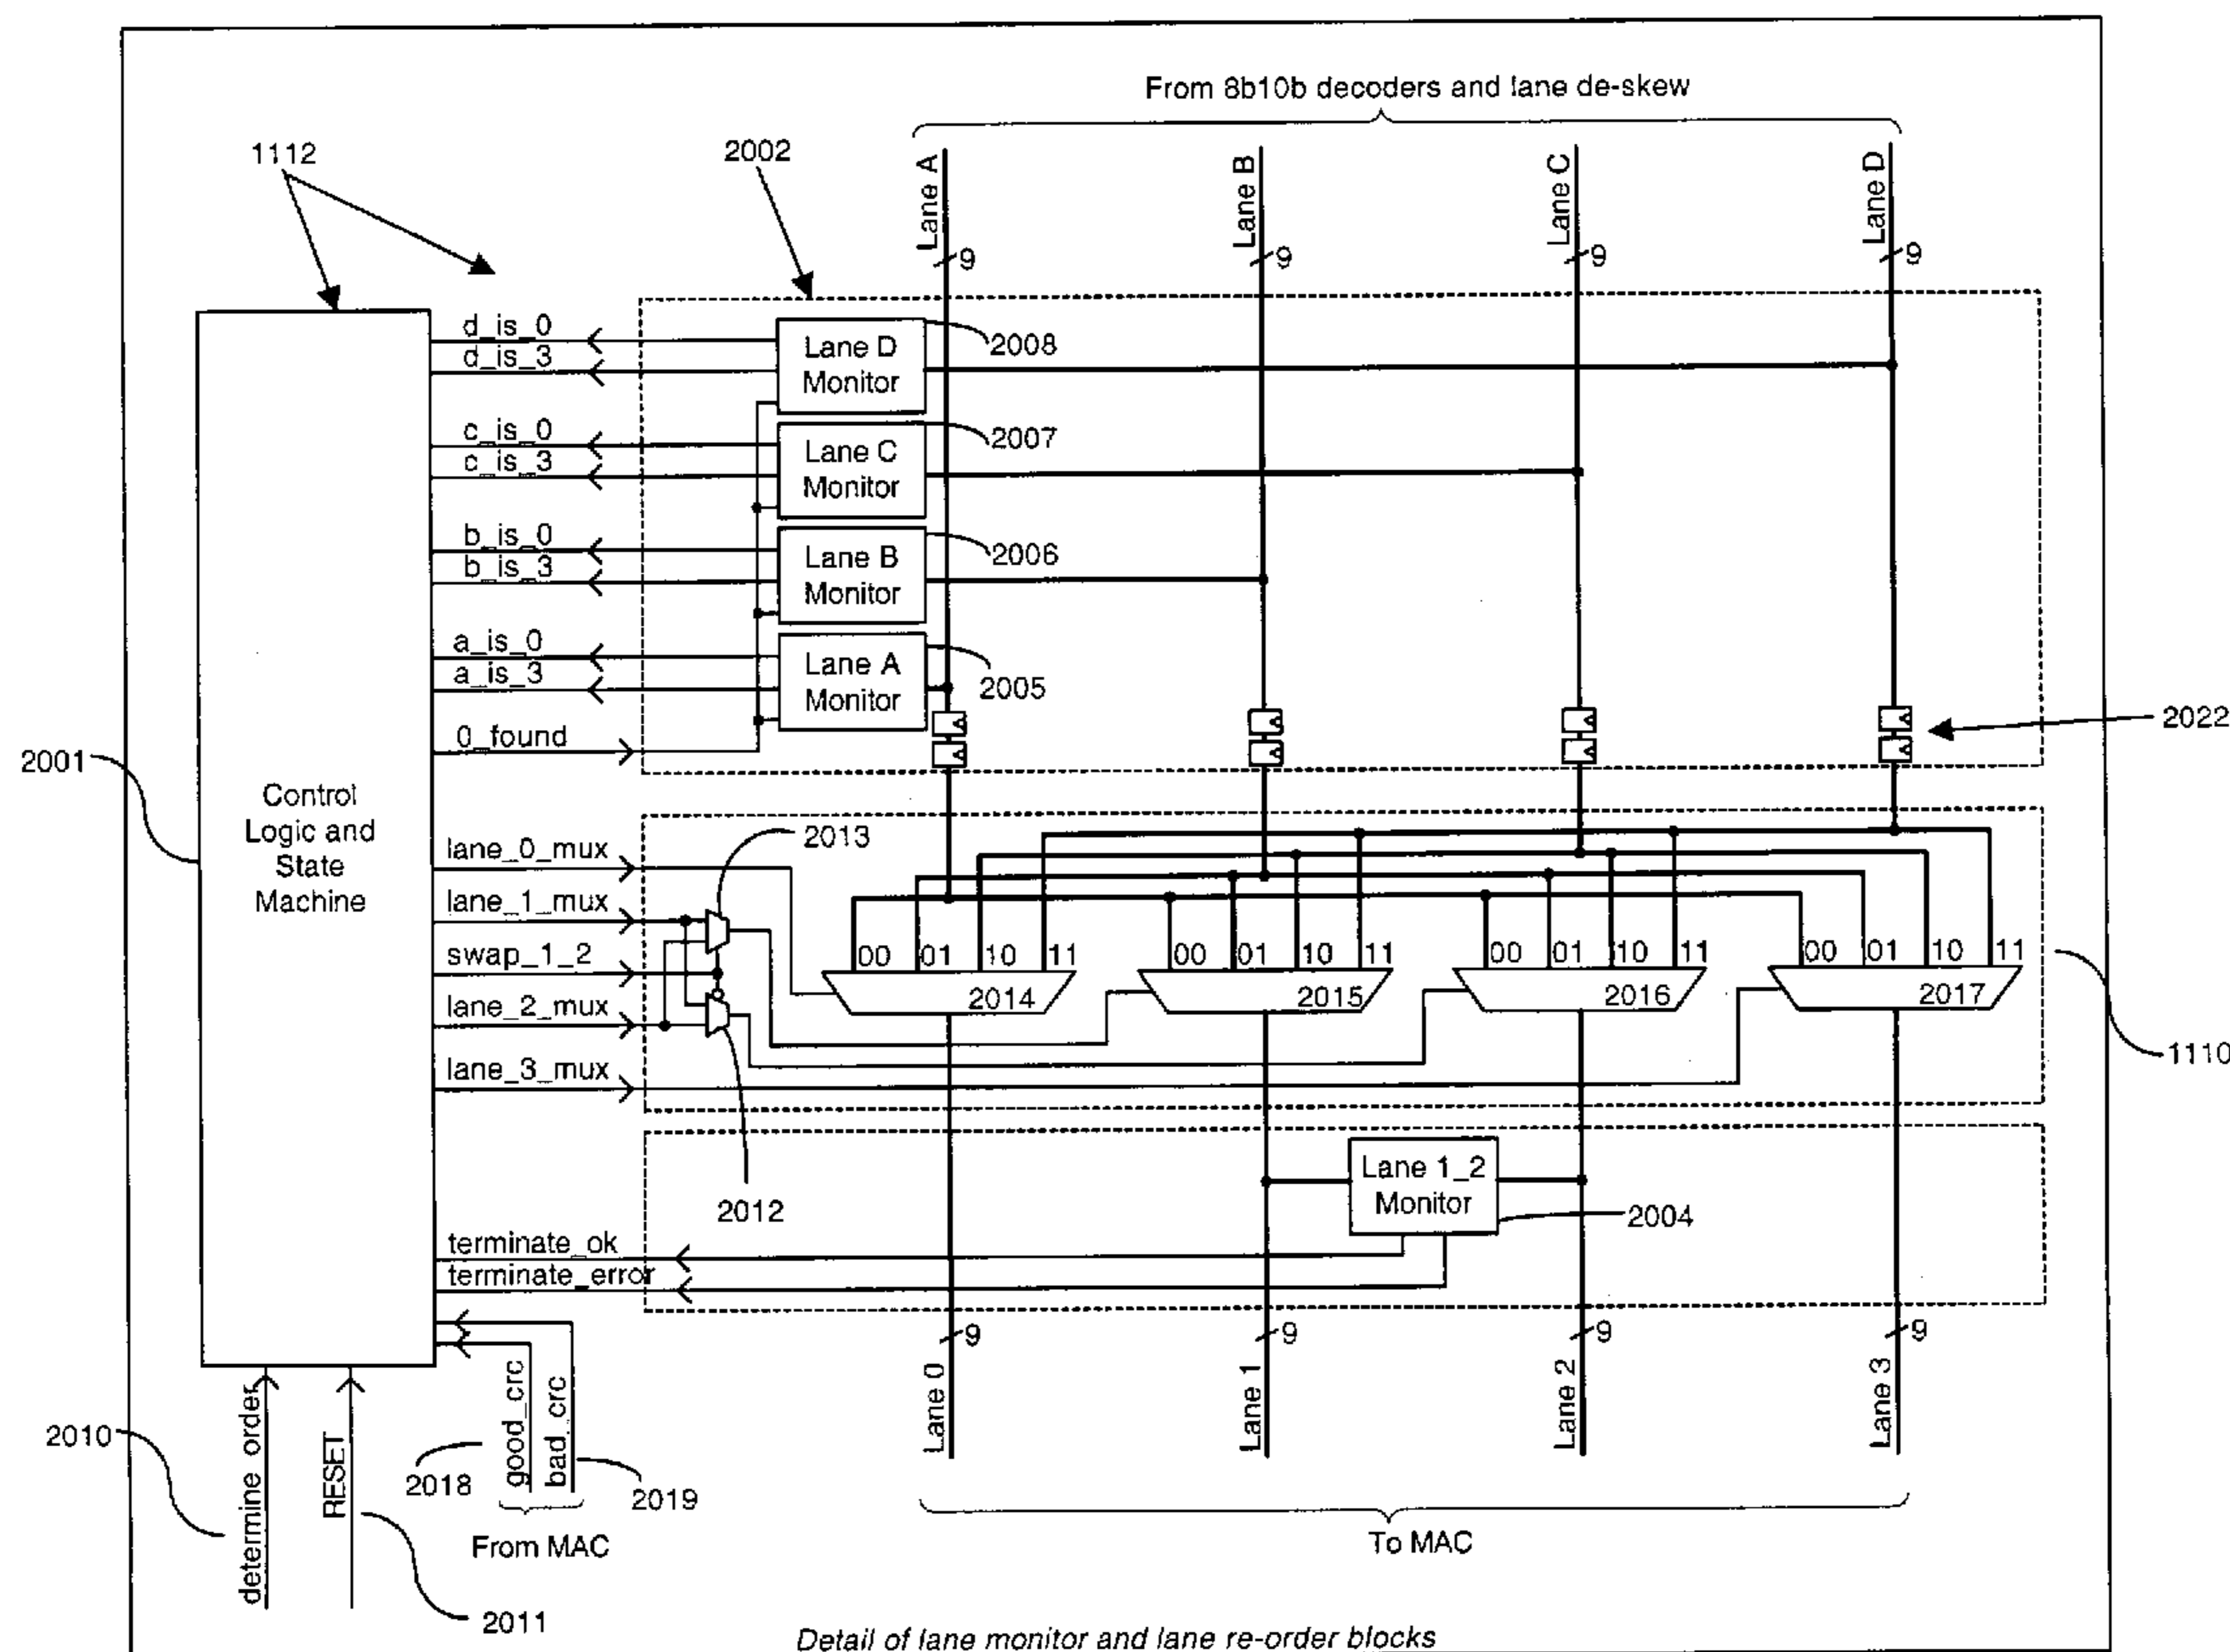 From 8b10b decoders and lane de-skew
1112
2002
Lane A
Lane B
Lane C
Lane D
9
9
9
9
d_is_0
d_is_3
Lane D
Monitor
2008
c_is_0
c_is_3
Lane C
Monitor
2007
b_is_0
b_is_3
Lane B
Monitor
2006
a_is_0
a_is_3
Lane A
Monitor
2005
0_found
2022
2001
Control
Logic and
State
Machine
lane_0_mux
2013
lane_1_mux
swap_1_2
lane_2_mux
lane_3_mux
00
01
10
11
00
01
10
11
00
01
10
11
00
01
10
11
2014
2015
2016
2017
1110
2012
Lane 1_2
Monitor
2004
terminate_ok
terminate_error
9
9
9
9
Lane 0
Lane 1
Lane 2
Lane 3
2010
determine order
RESET
2018
good_crc
bad_crc
2019
From MAC
To MAC
2011
Detail of lane monitor and lane re-order blocks